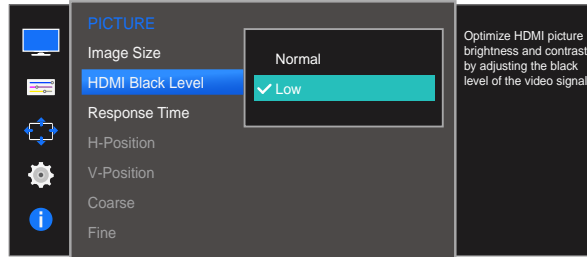 PICTURE
Image Size
HDMI Black Level
Response Time
H-Position
V-Position
Coarse
Fine
Normal
Low
Optimize HDMI picture
brightness and contrast
by adjusting the black
level of the video signal
i